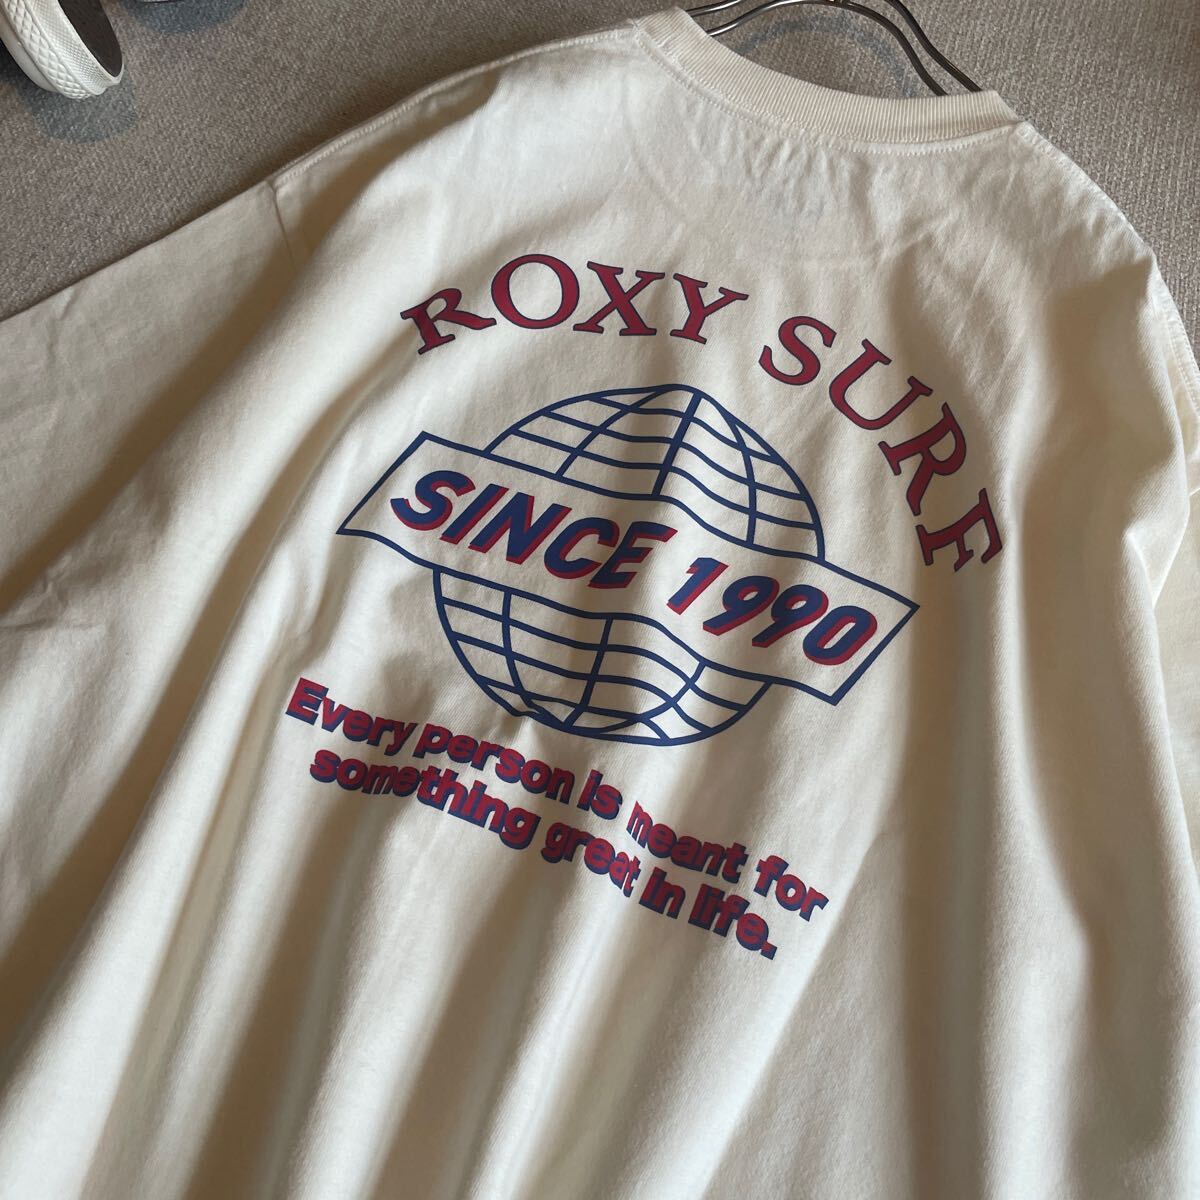 ROXY SURF
SINCE 1990
Every person is meant for
something great in life.